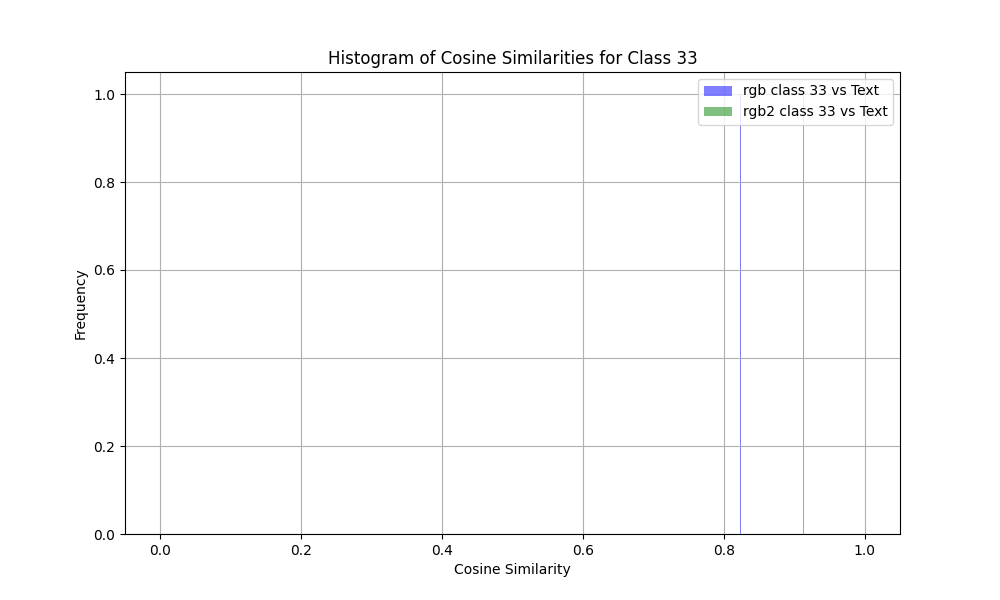 Histogram of Cosine Similarities for Class 33
rgb class 33 vs Text
rgb2 class 33 vs Text
1.0
0.8
0.6
0.4
0.2
0.0
Frequency
0.0 0.2 0.4 0.6 0.8 1.0
Cosine Similarity